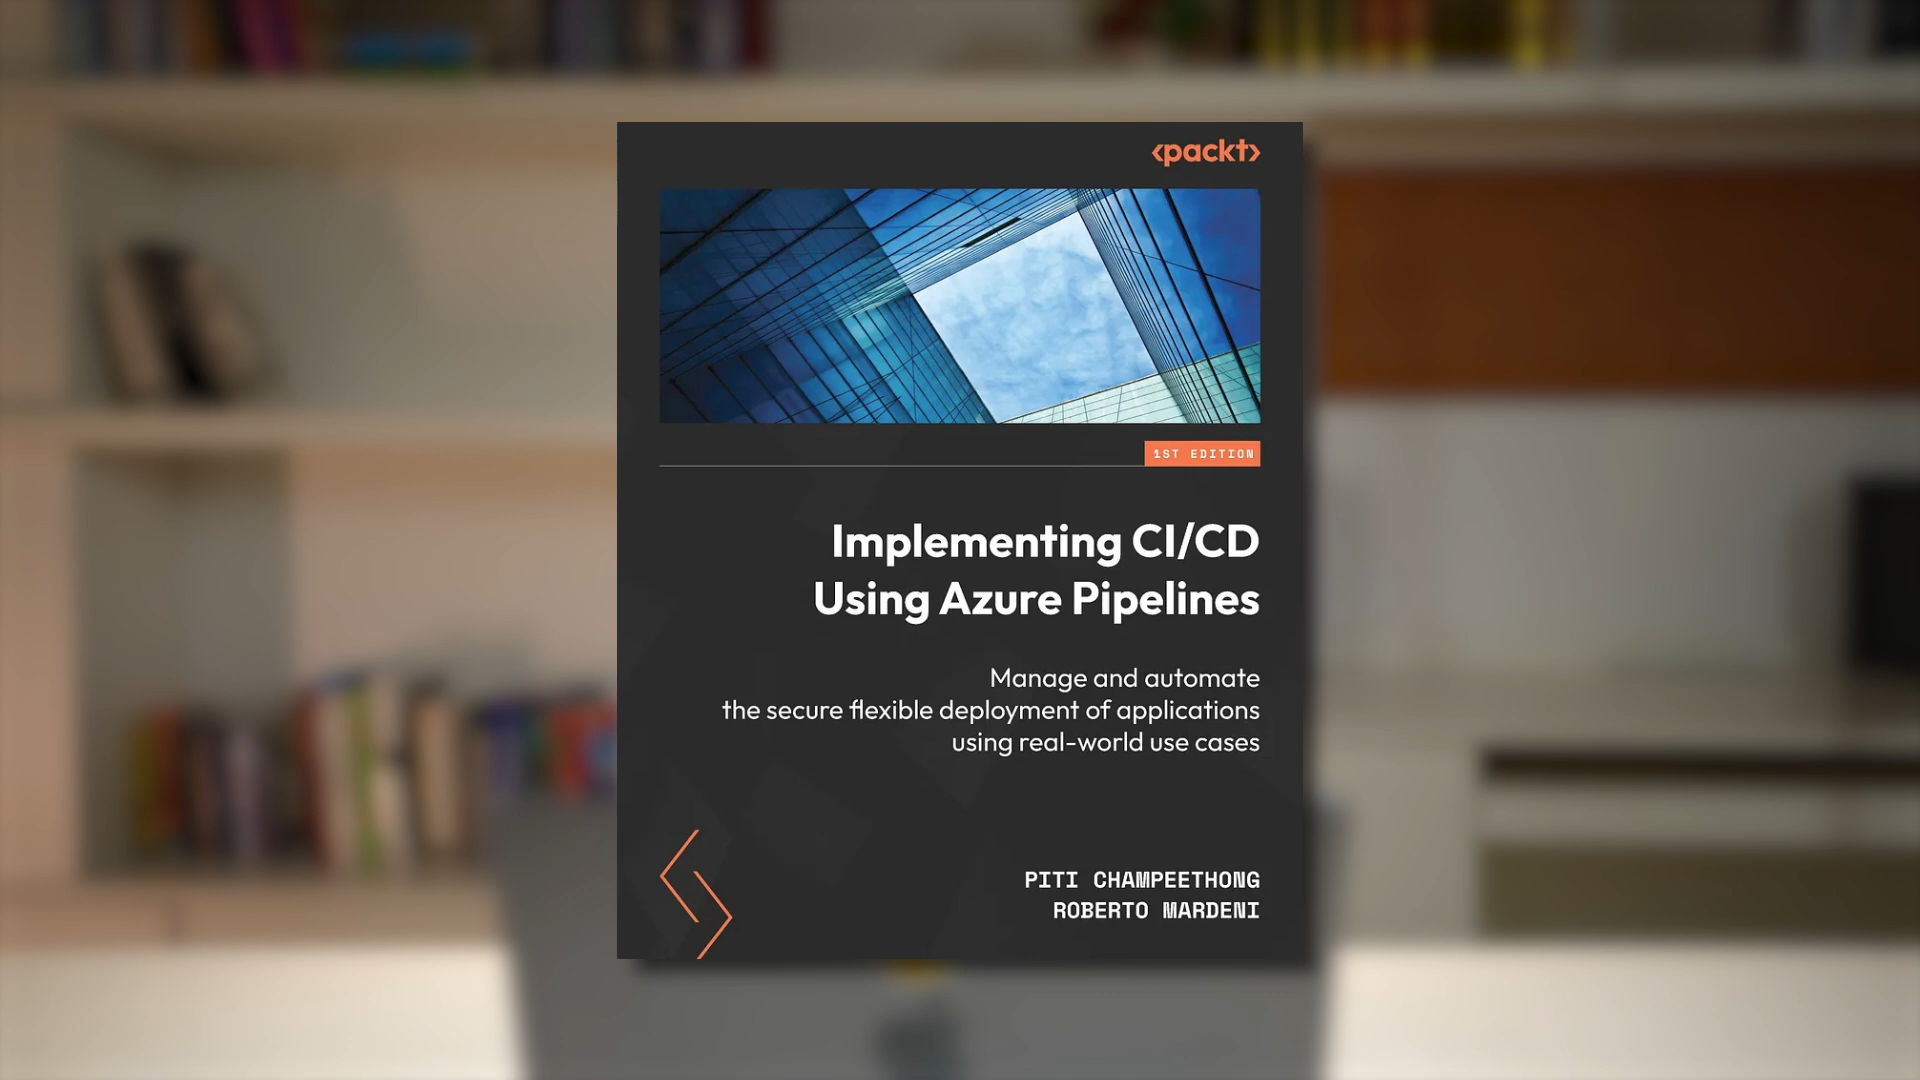 <packt>
1ST EDITION
Implementing CI/CD
Using Azure Pipelines
Manage and automate
the secure flexible deployment of applications
using real-world use cases
PITI CHAMPEETHONG
ROBERTO MARDENI